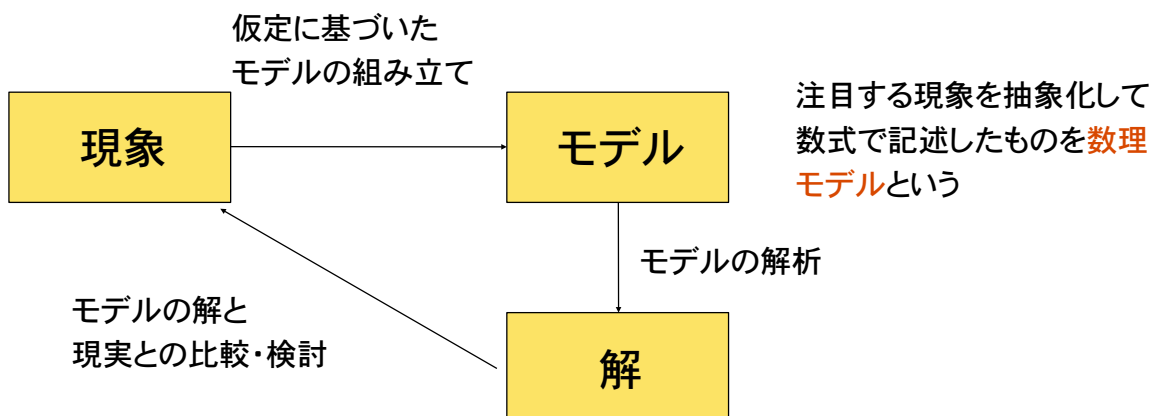 仮定に基づいた
モデルの組み立て
現象
モデル
注目する現象を抽象化して
数式で記述したものを数理
モデルという
モデルの解析
モデルの解と
現実との比較・検討
解